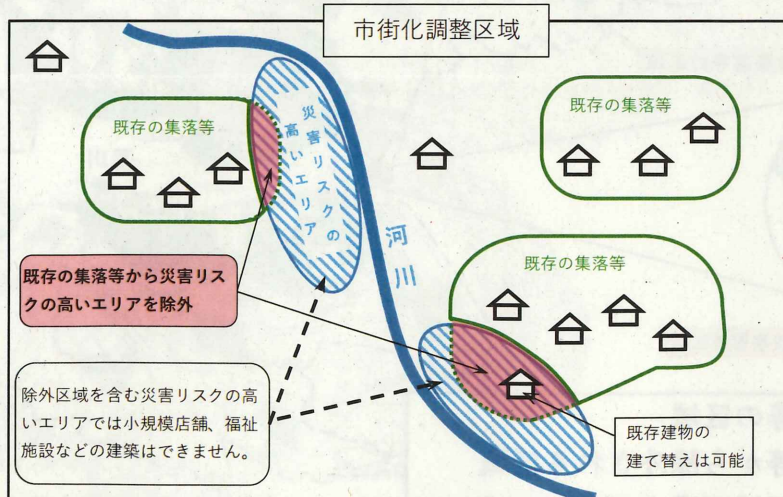 市街化調整区域
既存の集落等
災害リスクの
高いエリア
既存の集落等
河川
既存の集落等
既存の集落等から災害リス
クの高いエリアを除外
除外区域を含む災害リスクの高
いエリアでは小規模店舗、福祉
施設などの建築はできません。
既存建物の
建て替えは可能